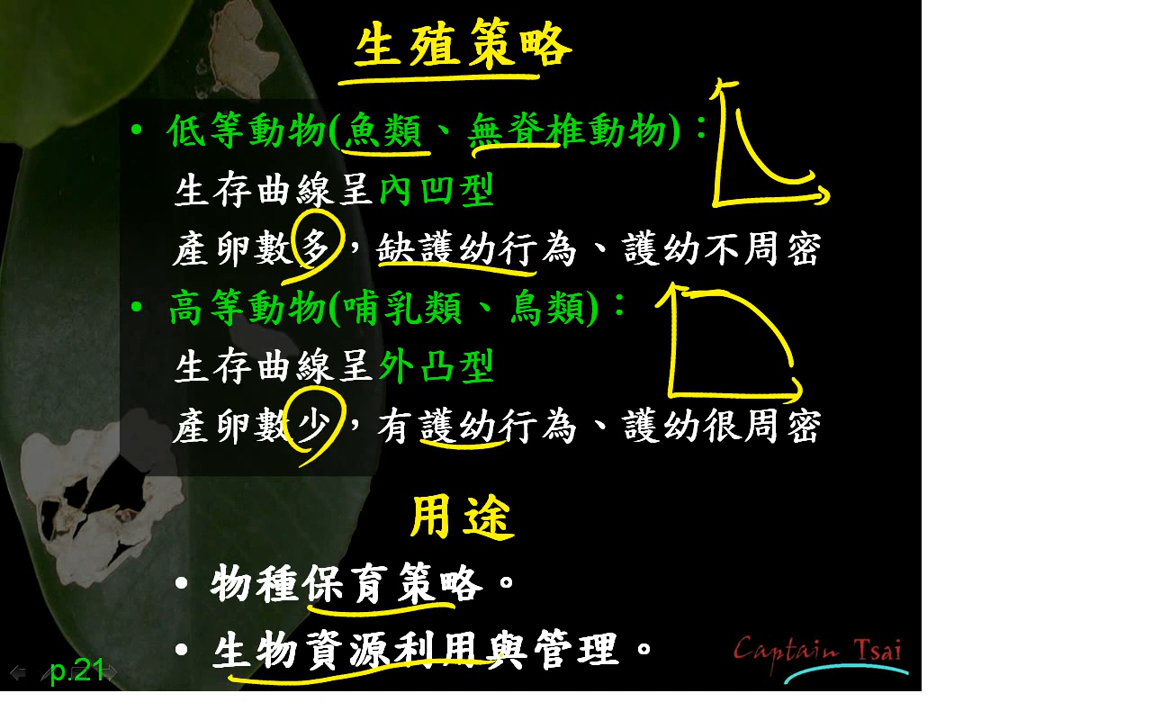 生殖策略
•低等動物(魚類、無脊椎動物)：
生存曲線呈內凹型
產卵數多，缺護幼行為、護幼不周密
•高等動物(哺乳類、鳥類)：
生存曲線呈外凸型
產卵數少，有護幼行為、護幼很周密
用途
•物種保育策略。
•生物資源利用與管理。
p.21
Captain Tsai